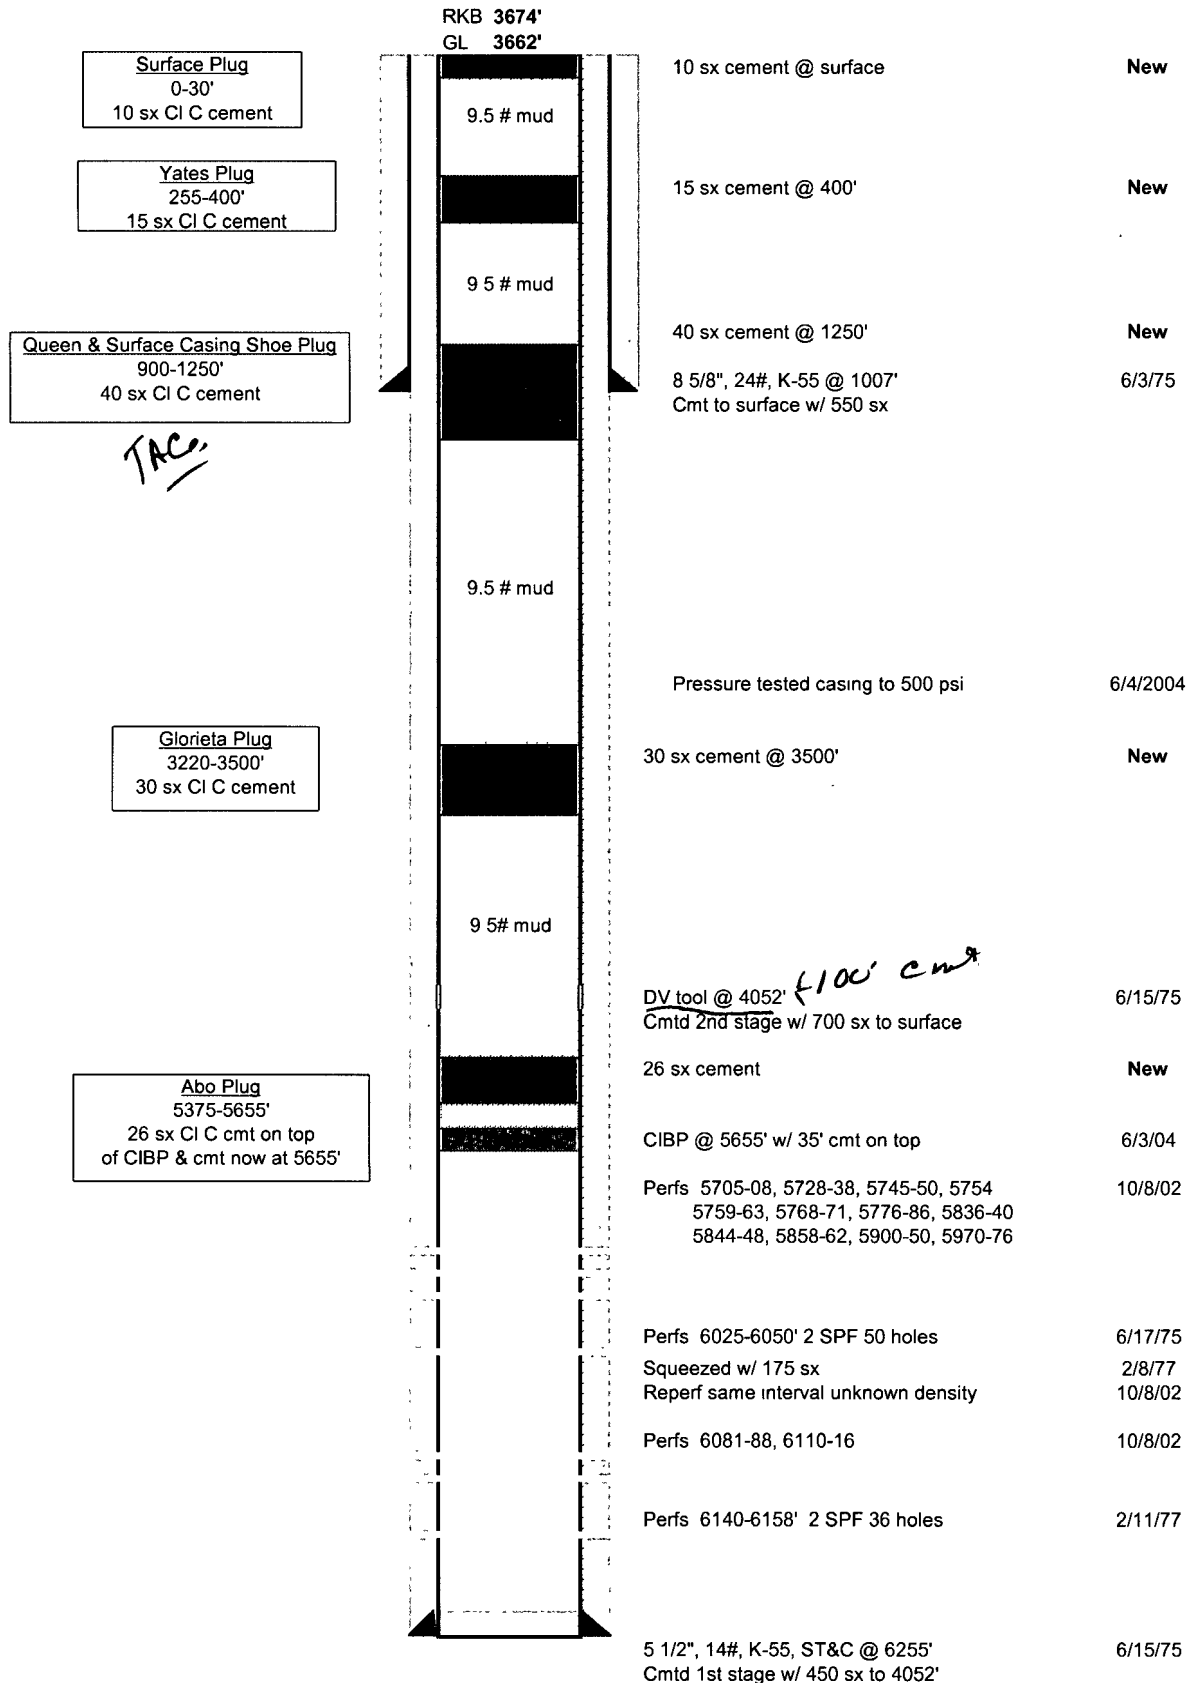 RKB 3674'
GL 3662'
Surface Plug
0-30'
10 sx Cl C cement
9.5 # mud
10 sx cement @ surface New
Yates Plug
255-400'
15 sx Cl C cement
15 sx cement @ 400' New
9 5 # mud
Queen & Surface Casing Shoe Plug
900-1250'
40 sx Cl C cement
40 sx cement @ 1250' New
8 5/8", 24#, K-55 @ 1007' 6/3/75
Cmt to surface w/ 550 sx
9.5 # mud
Pressure tested casing to 500 psi 6/4/2004
Glorieta Plug
3220-3500'
30 sx Cl C cement
30 sx cement @ 3500' New
9 5# mud
DV tool @ 4052' 100' cmt 6/15/75
Cmtd 2nd stage w/ 700 sx to surface
26 sx cement New
Abo Plug
5375-5655'
26 sx Cl C cmt on top
of CIBP & cmt now at 5655'
CIBP @ 5655' w/ 35' cmt on top 6/3/04
Perfs 5705-08, 5728-38, 5745-50, 5754 10/8/02
5759-63, 5768-71, 5776-86, 5836-40
5844-48, 5858-62, 5900-50, 5970-76
Perfs 6025-6050' 2 SPF 50 holes 6/17/75
Squeezed w/ 175 sx 2/8/77
Reperf same interval unknown density 10/8/02
Perfs 6081-88, 6110-16 10/8/02
Perfs 6140-6158' 2 SPF 36 holes 2/11/77
5 1/2", 14#, K-55, ST&C @ 6255' 6/15/75
Cmtd 1st stage w/ 450 sx to 4052'